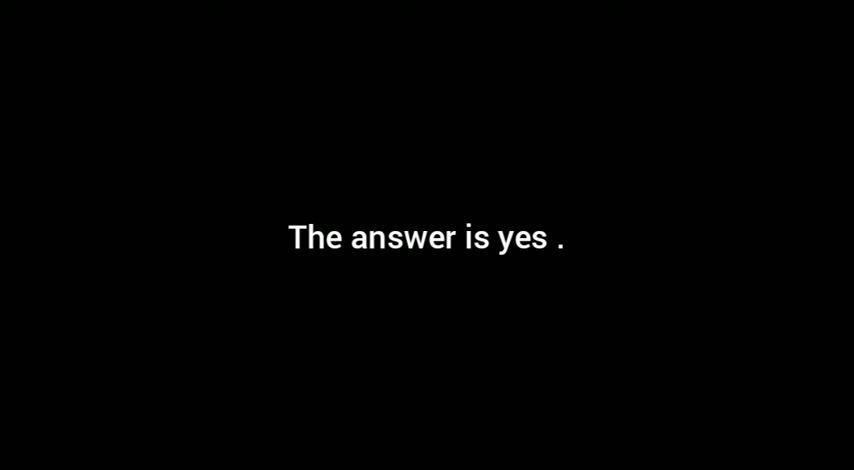 The answer is yes .